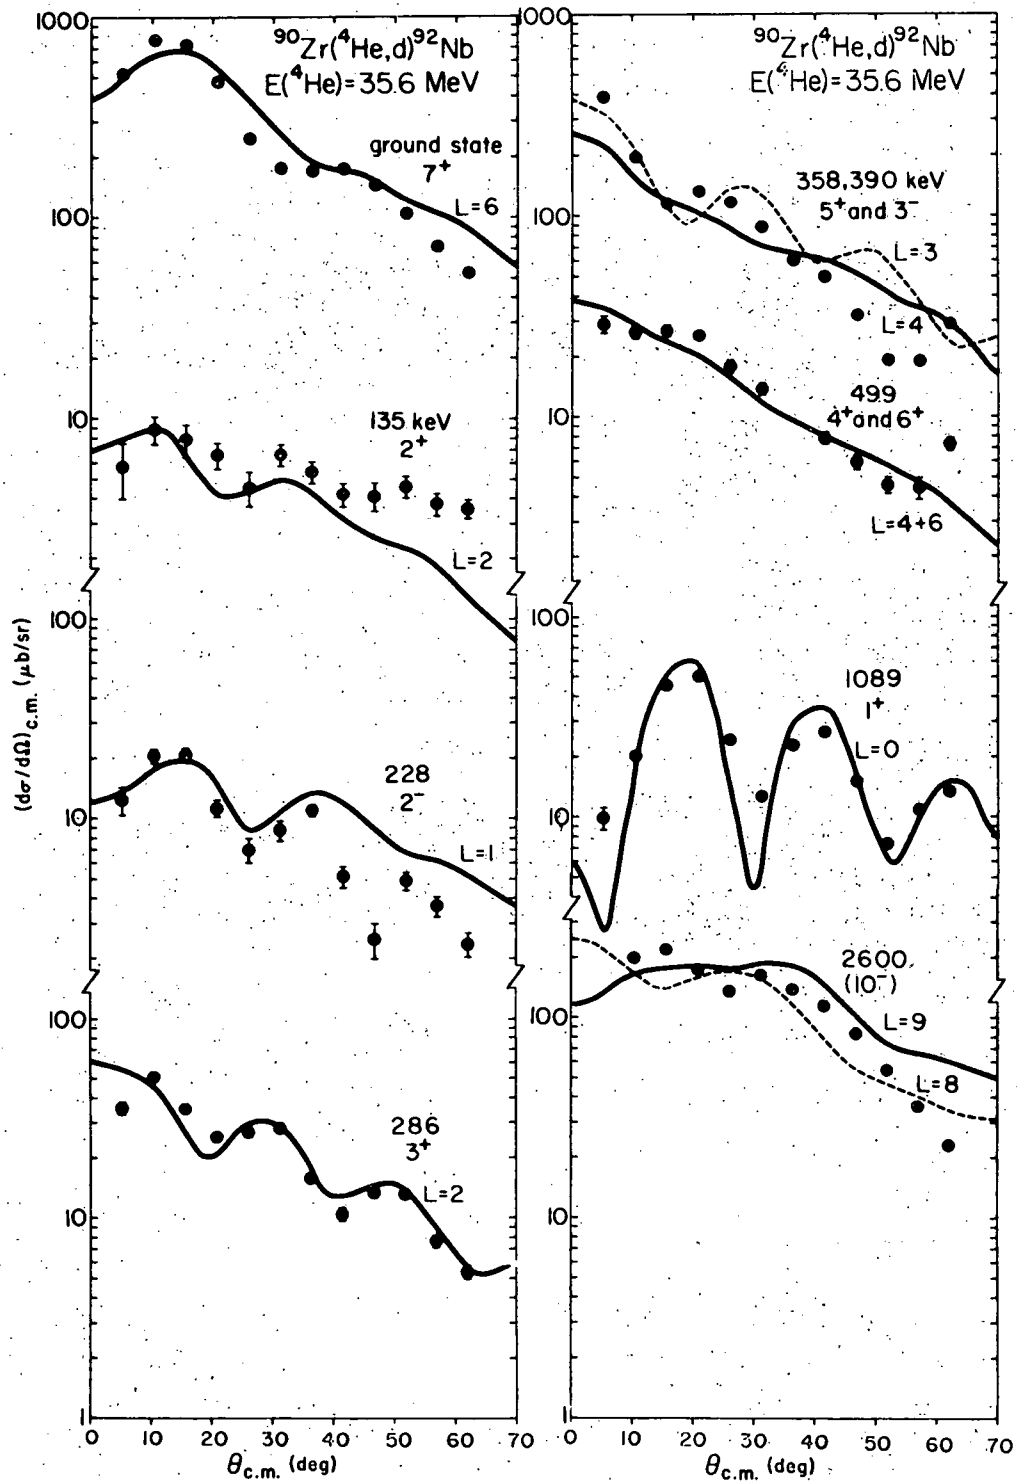 (dσ/dΩ)c.m. (μb/sr)
1000
100
10
100
10
100
10
1
⁹⁰Zr(⁴He,d)⁹²Nb
E(⁴He)=35.6 MeV
ground state
7⁺
L=6
135 keV
2⁺
L=2
228
2⁻
L=1
286
3⁺
L=2
0 10 20 30 40 50 60 70
θc.m. (deg)
1000
100
10
100
10
100
10
1
⁹⁰Zr(⁴He,d)⁹²Nb
E(⁴He)=35.6 MeV
358,390 keV
5⁺ and 3⁻
L=3
L=4
499
4⁺ and 6⁺
L=4+6
1089
1⁺
L=0
2600
(10⁻)
L=9
L=8
0 10 20 30 40 50 60 70
θc.m. (deg)